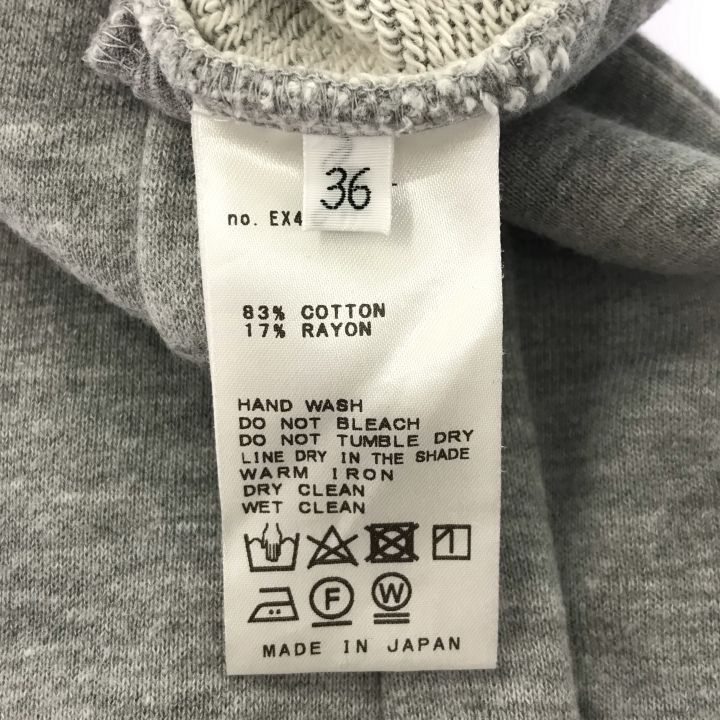 36
no. EX4
83% COTTON
17% RAYON
HAND WASH
DO NOT BLEACH
DO NOT TUMBLE DRY
LINE DRY IN THE SHADE
WARM IRON
DRY CLEAN
WET CLEAN
F W
MADE IN JAPAN